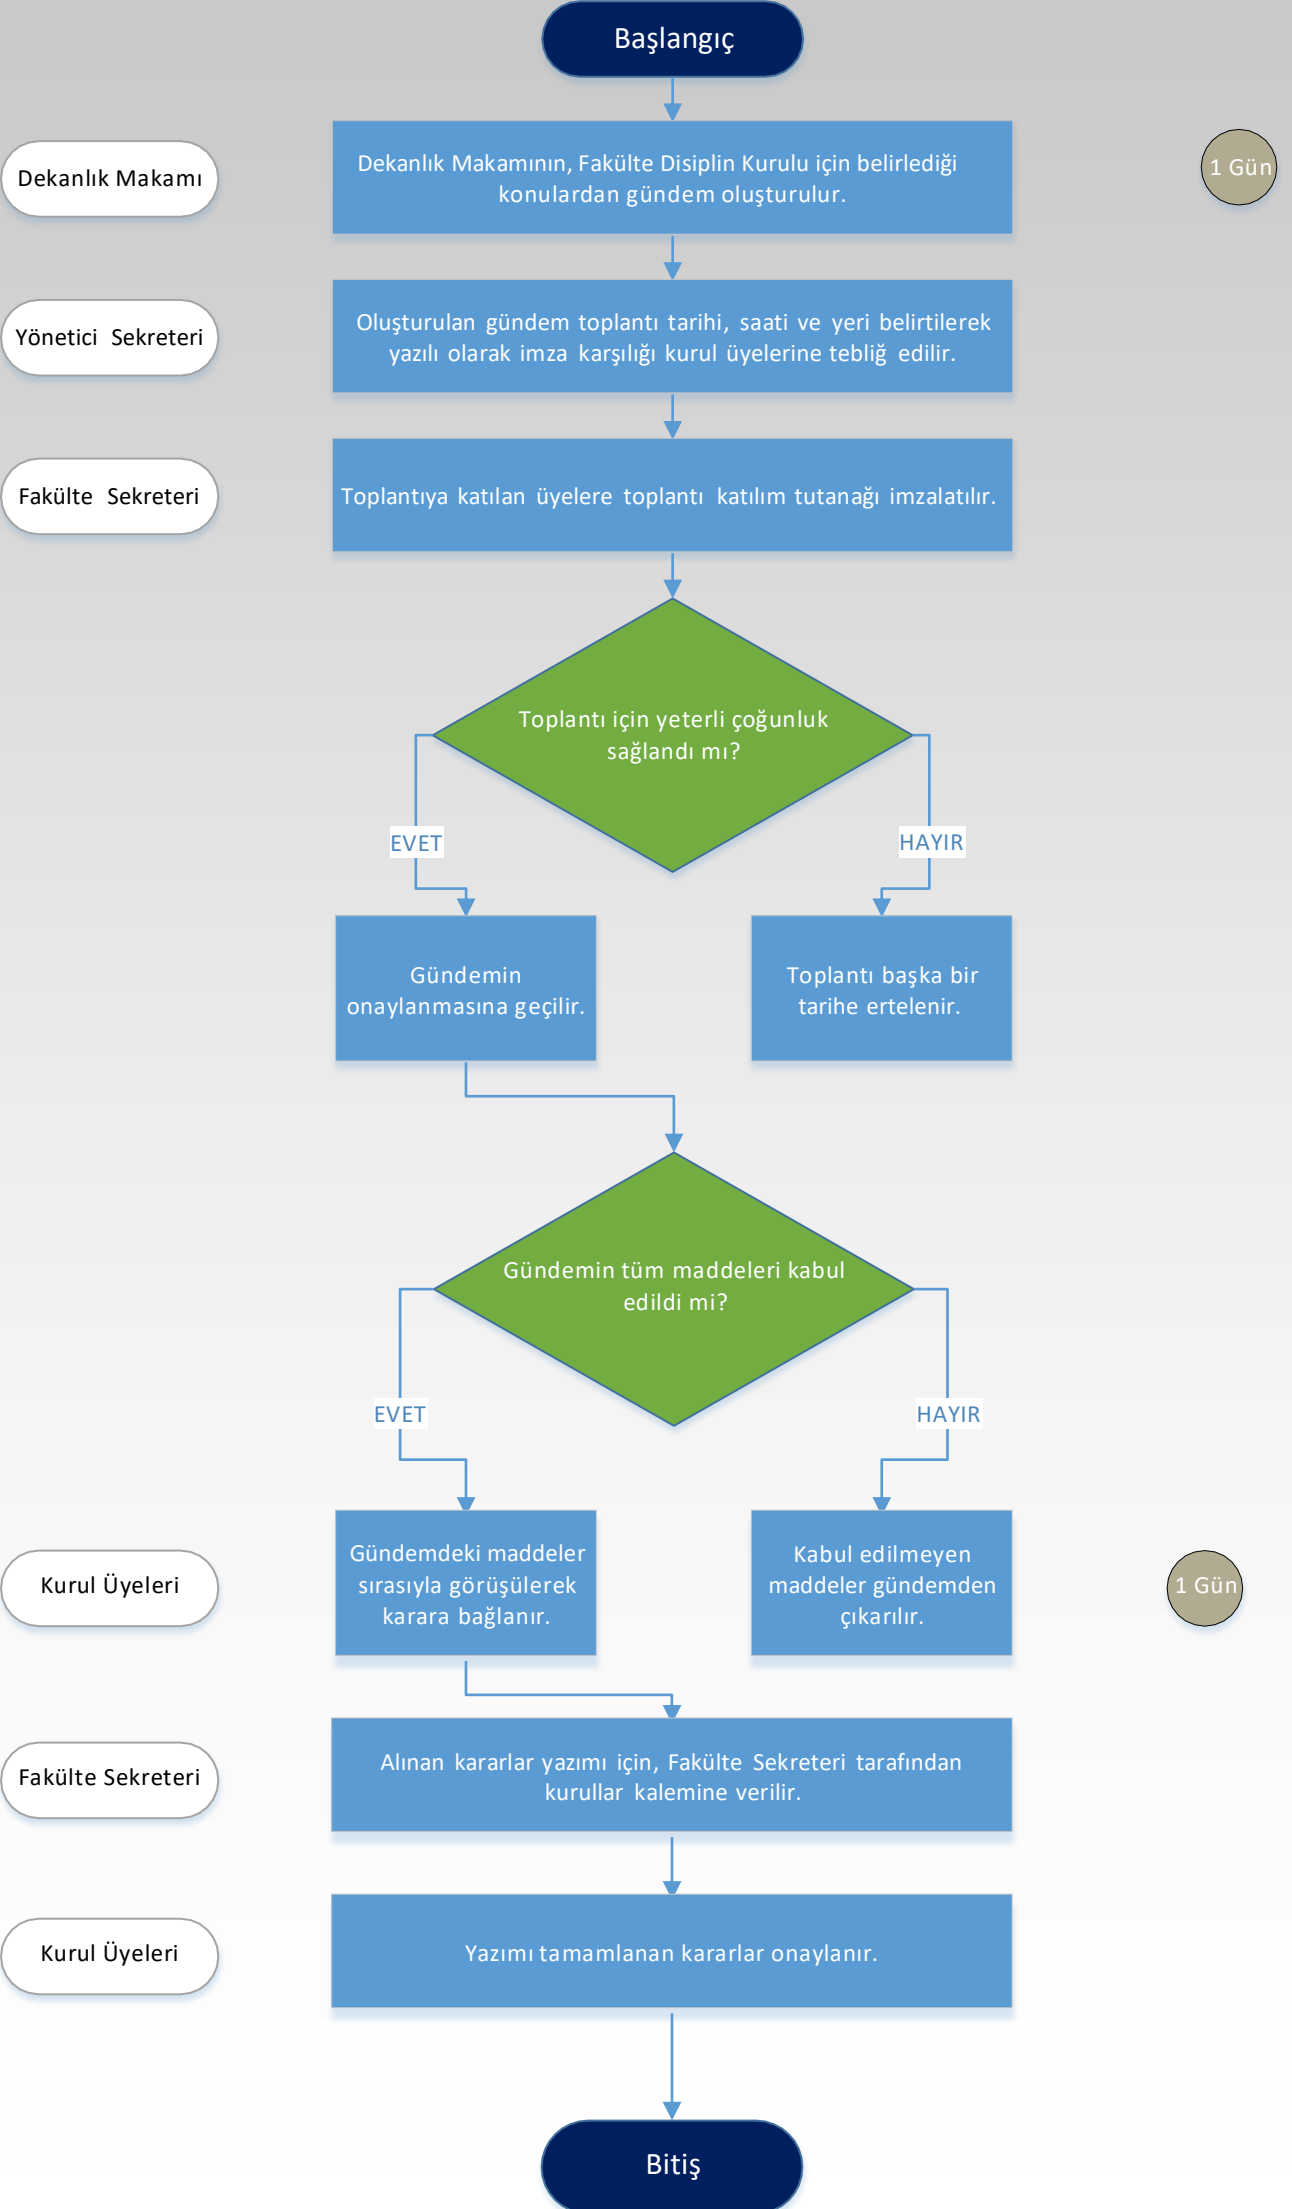 Başlangıç
Dekanlık Makamı
Dekanlık Makamının, Fakülte Disiplin Kurulu için belirlediği
konulardan gündem oluşturulur.
1 Gün
Yönetici Sekreteri
Oluşturulan gündem toplantı tarihi, saati ve yeri belirtilerek
yazılı olarak imza karşılığı kurul üyelerine tebliğ edilir.
Fakülte Sekreteri
Toplantıya katılan üyelere toplantı katılım tutanağı imzalatılır.
Toplantı için yeterli çoğunluk
sağlandı mı?
EVET
HAYIR
Gündemin
onaylanmasına geçilir.
Toplantı başka bir
tarihe ertelenir.
Gündemin tüm maddeleri kabul
edildi mi?
EVET
HAYIR
Kurul Üyeleri
Gündemdeki maddeler
sırasıyla görüşülerek
karara bağlanır.
Kabul edilmeyen
maddeler gündemden
çıkarılır.
1 Gün
Fakülte Sekreteri
Alınan kararlar yazımı için, Fakülte Sekreteri tarafından
kurullar kalemine verilir.
Kurul Üyeleri
Yazımı tamamlanan kararlar onaylanır.
Bitiş